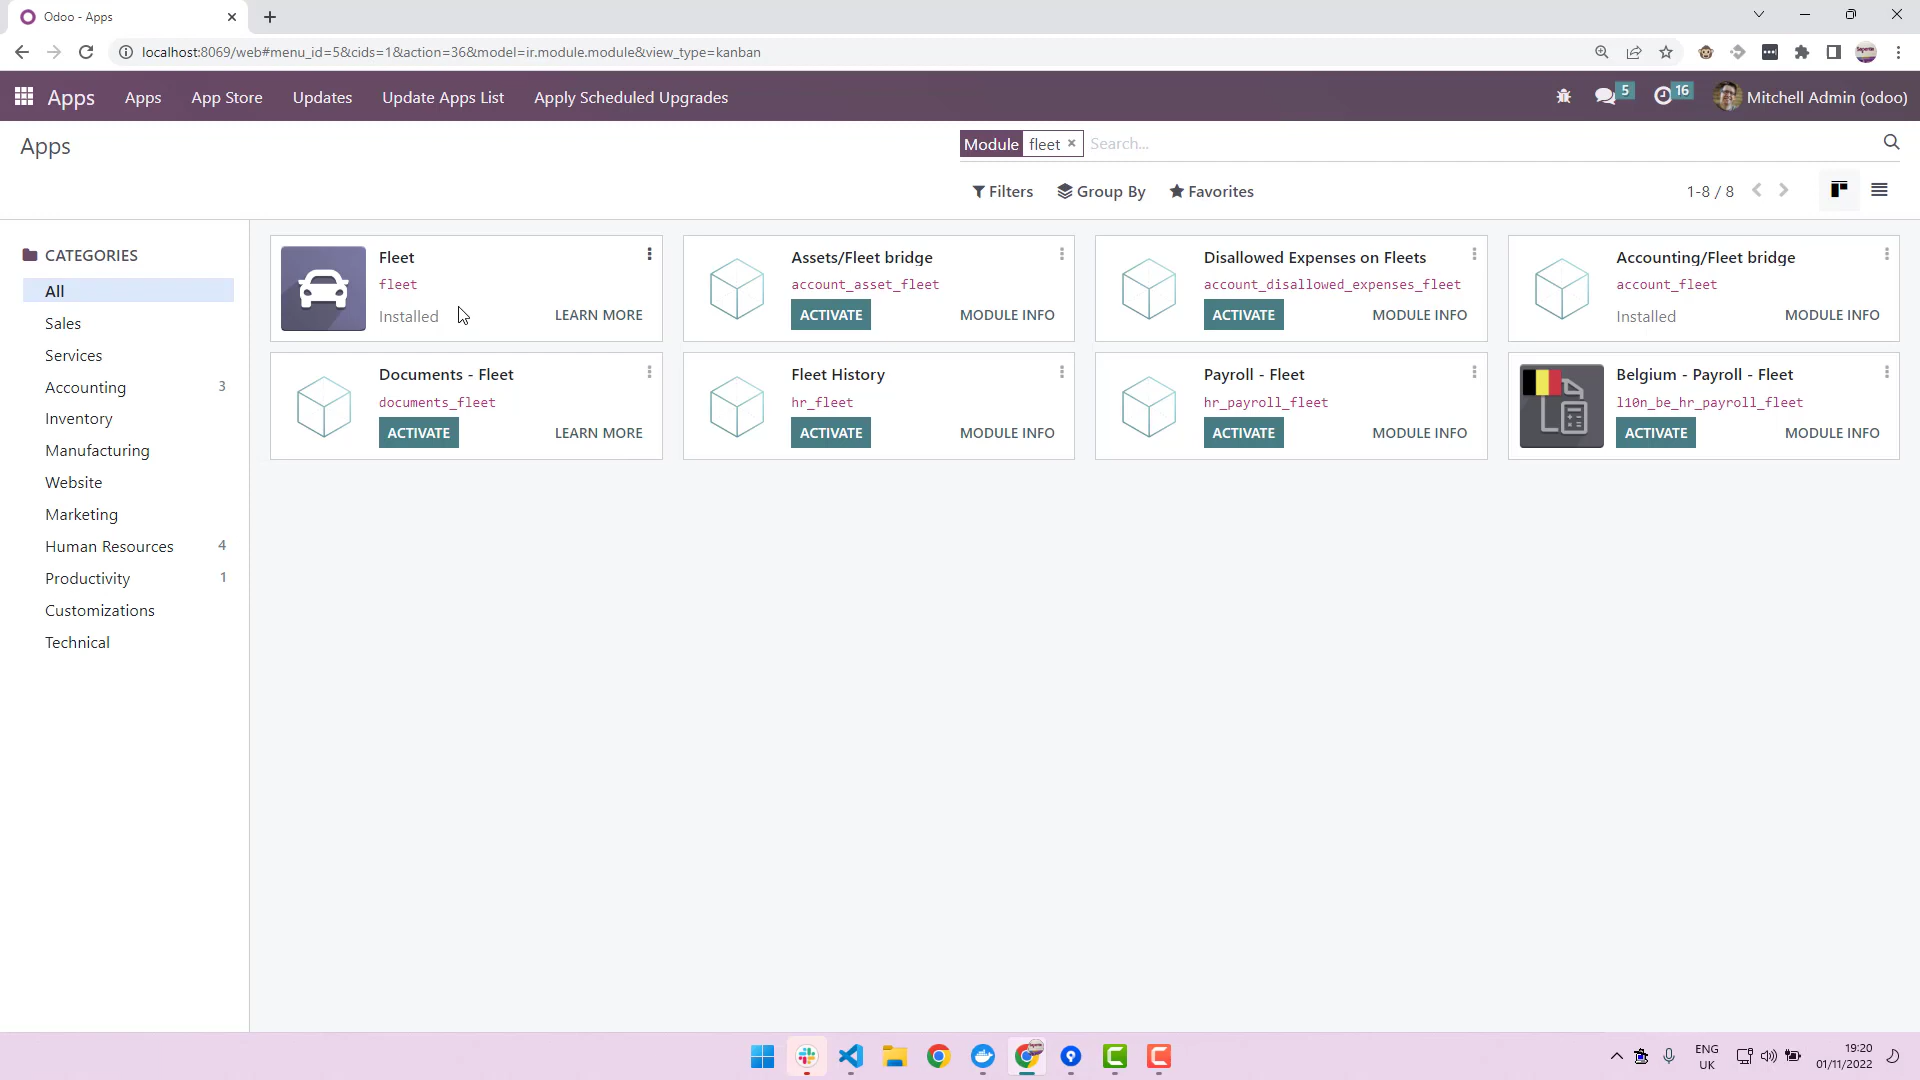 Odoo - Apps
localhost:8069/web#menu_id=5&cids=1&action=36&model=ir.module.module&view_type=kanban
Apps Apps App Store Updates Update Apps List Apply Scheduled Upgrades 5 16 Mitchell Admin (odoo)
Apps
Module fleet × Search...
Filters Group By Favorites 1-8 / 8
CATEGORIES
All
Sales
Services
Accounting 3
Inventory
Manufacturing
Website
Marketing
Human Resources 4
Productivity 1
Customizations
Technical
Fleet
fleet
Installed LEARN MORE
Assets/Fleet bridge
account_asset_fleet
ACTIVATE MODULE INFO
Disallowed Expenses on Fleets
account_disallowed_expenses_fleet
ACTIVATE MODULE INFO
Accounting/Fleet bridge
account_fleet
Installed MODULE INFO
Documents - Fleet
documents_fleet
ACTIVATE LEARN MORE
Fleet History
hr_fleet
ACTIVATE MODULE INFO
Payroll - Fleet
hr_payroll_fleet
ACTIVATE MODULE INFO
Belgium - Payroll - Fleet
l10n_be_hr_payroll_fleet
ACTIVATE MODULE INFO
ENG
UK
19:20
01/11/2022